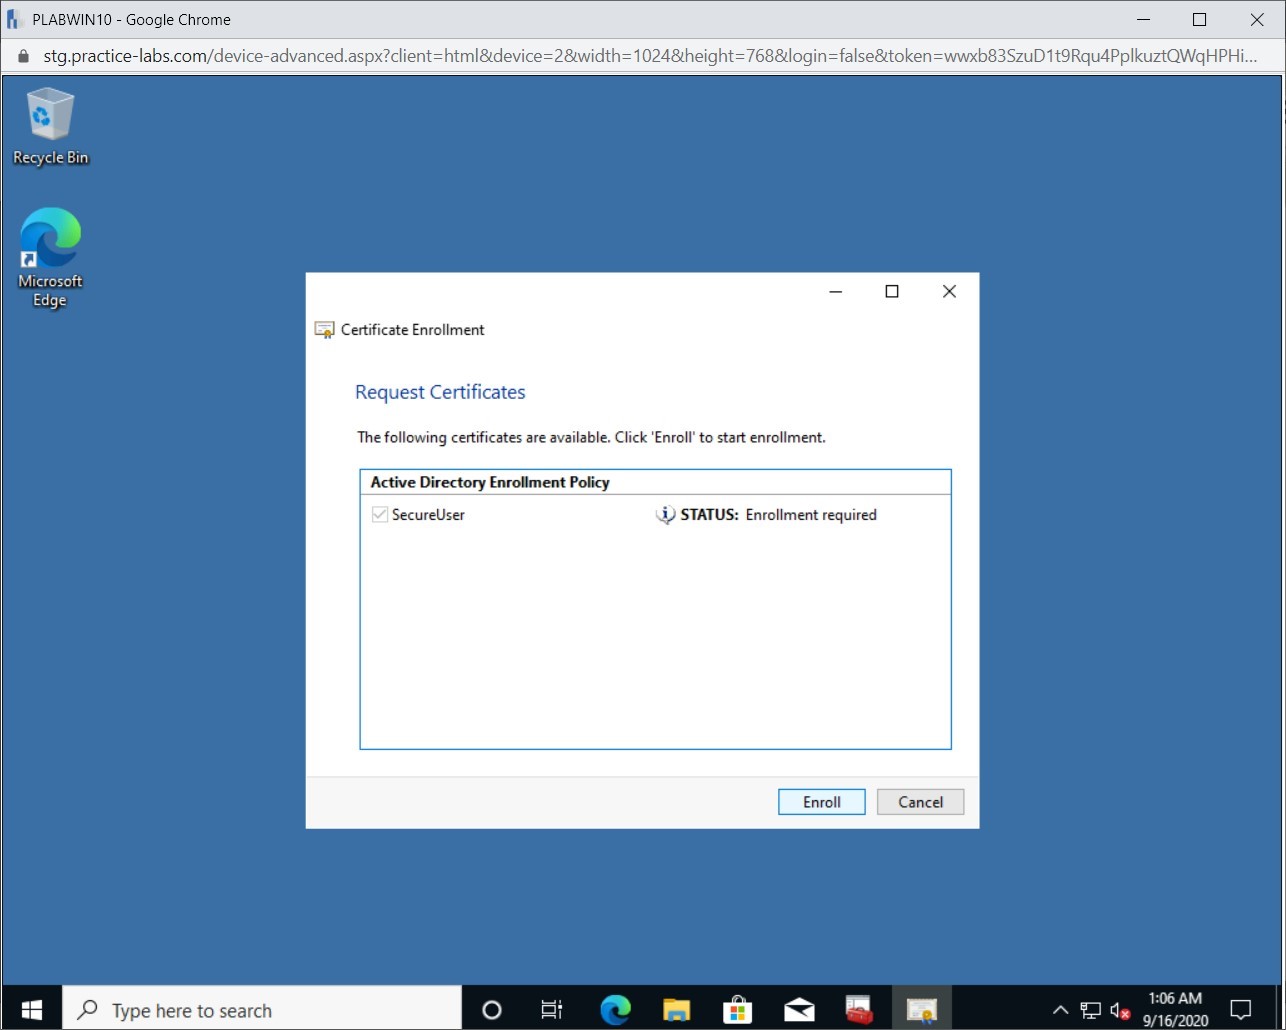 PLABWIN10 - Google Chrome
stg.practice-labs.com/device-advanced.aspx?client=html&device=2&width=1024&height=768&login=false&token=wwxb83SzuD1t9Rqu4PplkuztQWqHPHi...
Recycle Bin
Microsoft
Edge
Certificate Enrollment
Request Certificates
The following certificates are available. Click 'Enroll' to start enrollment.
Active Directory Enrollment Policy
SecureUser STATUS: Enrollment required
Enroll Cancel
Type here to search
1:06 AM
9/16/2020